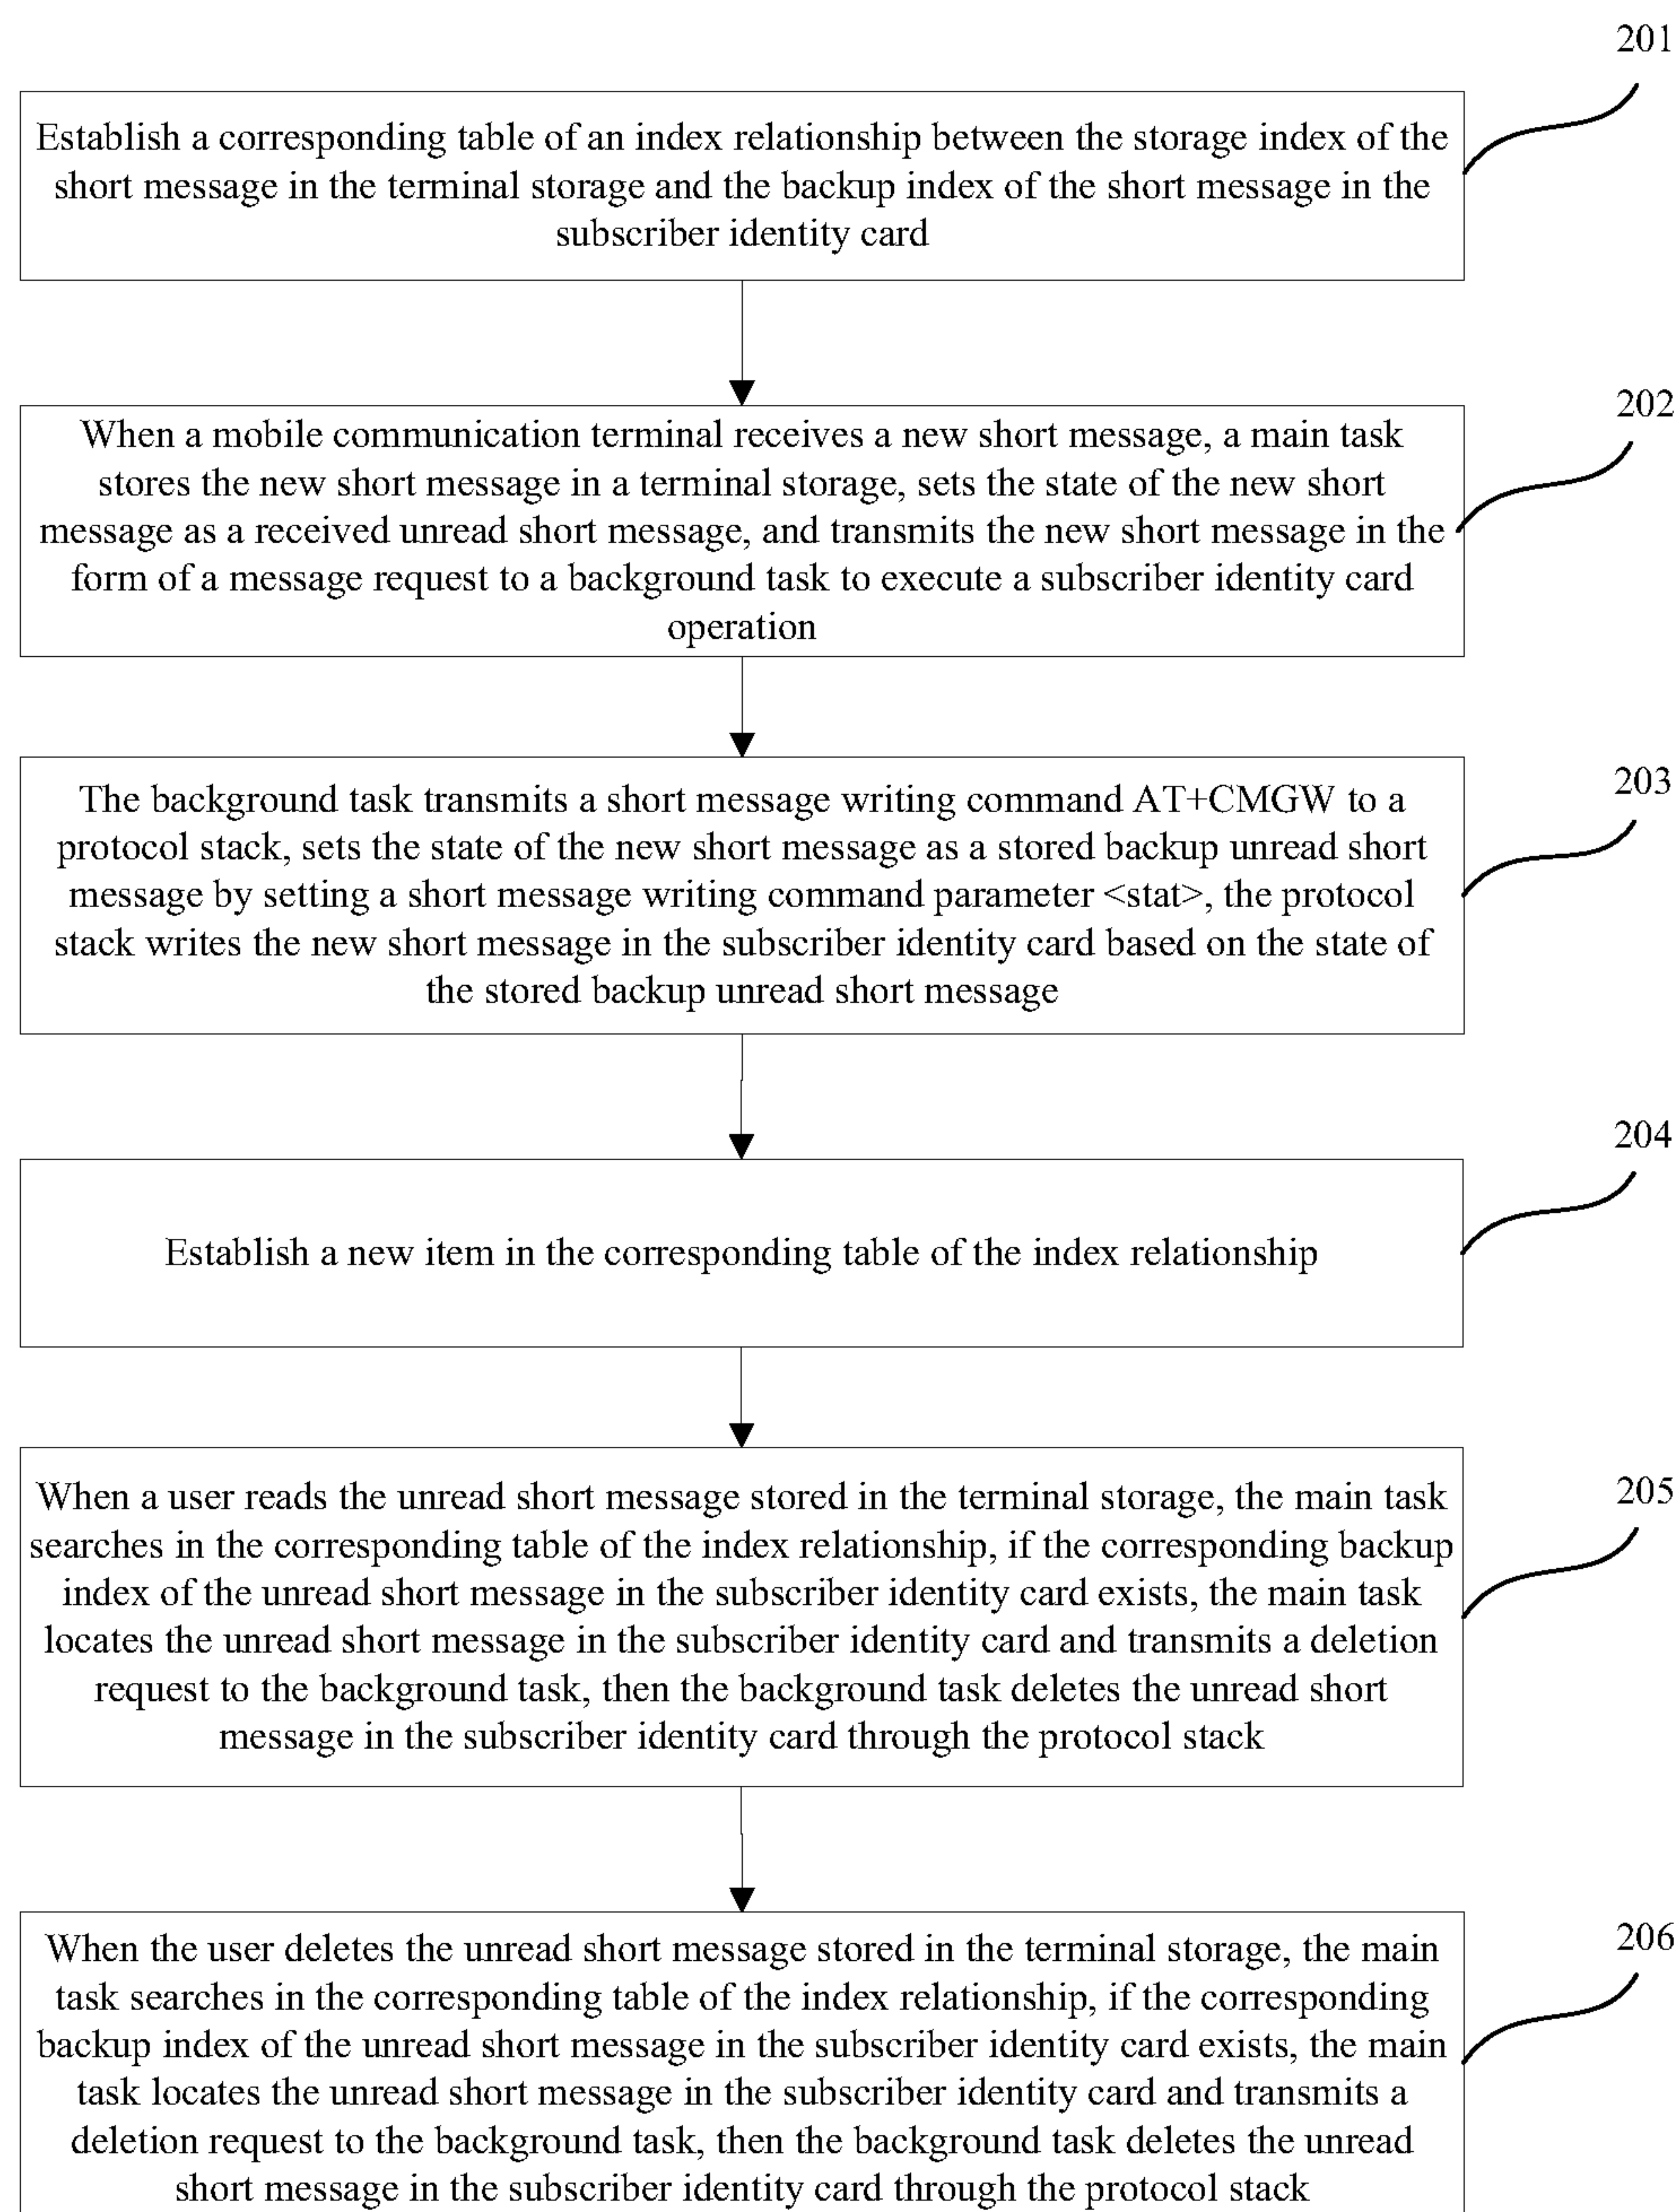 201
Establish a corresponding table of an index relationship between the storage index of the
short message in the terminal storage and the backup index of the short message in the
subscriber identity card
202
When a mobile communication terminal receives a new short message, a main task
stores the new short message in a terminal storage, sets the state of the new short
message as a received unread short message, and transmits the new short message in the
form of a message request to a background task to execute a subscriber identity card
operation
203
The background task transmits a short message writing command AT+CMGW to a
protocol stack, sets the state of the new short message as a stored backup unread short
message by setting a short message writing command parameter <stat>, the protocol
stack writes the new short message in the subscriber identity card based on the state of
the stored backup unread short message
204
Establish a new item in the corresponding table of the index relationship
205
When a user reads the unread short message stored in the terminal storage, the main task
searches in the corresponding table of the index relationship, if the corresponding backup
index of the unread short message in the subscriber identity card exists, the main task
locates the unread short message in the subscriber identity card and transmits a deletion
request to the background task, then the background task deletes the unread short
message in the subscriber identity card through the protocol stack
206
When the user deletes the unread short message stored in the terminal storage, the main
task searches in the corresponding table of the index relationship, if the corresponding
backup index of the unread short message in the subscriber identity card exists, the main
task locates the unread short message in the subscriber identity card and transmits a
deletion request to the background task, then the background task deletes the unread
short message in the subscriber identity card through the protocol stack